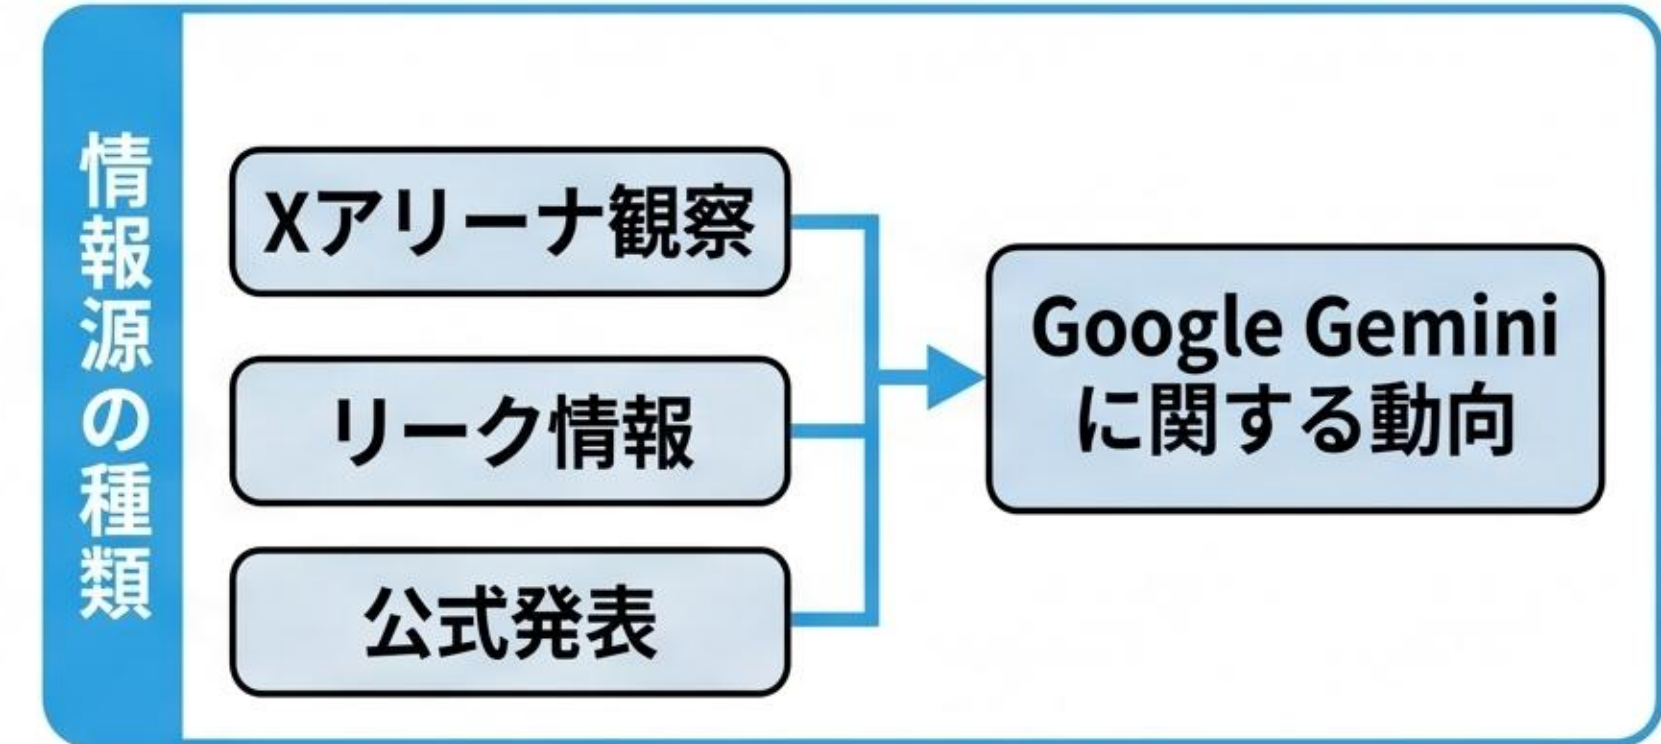 情報源の種類
Xアリーナ観察
リーク情報
公式発表
Google Gemini
に関する動向